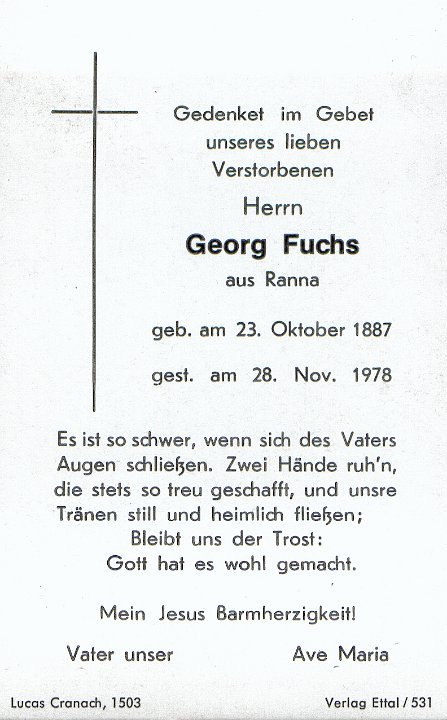 Gedenket im Gebet
unseres lieben
Verstorbenen
Herrn
Georg Fuchs
aus Ranna
geb. am 23. Oktober 1887
gest. am 28. Nov. 1978
Es ist so schwer, wenn sich des Vaters
Augen schließen. Zwei Hände ruh'n,
die stets so treu geschafft, und unsre
Tränen still und heimlich fließen;
Bleibt uns der Trost:
Gott hat es wohl gemacht.
Mein Jesus Barmherzigkeit!
Vater unser Ave Maria
Lucas Cranach, 1503 Verlag Ettal / 531